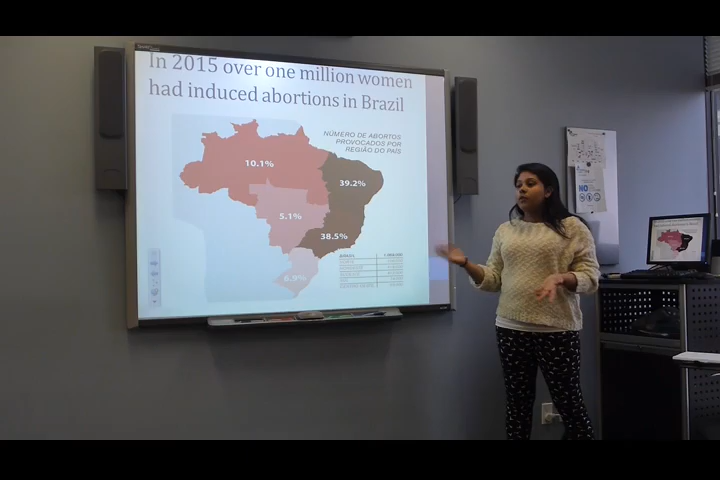 In 2015 over one million women
had induced abortions in Brazil
NÚMERO DE ABORTOS
PROVOCADOS POR
REGIÃO DO PAÍS
10.1%
39.2%
5.1%
38.5%
6.9%
NO